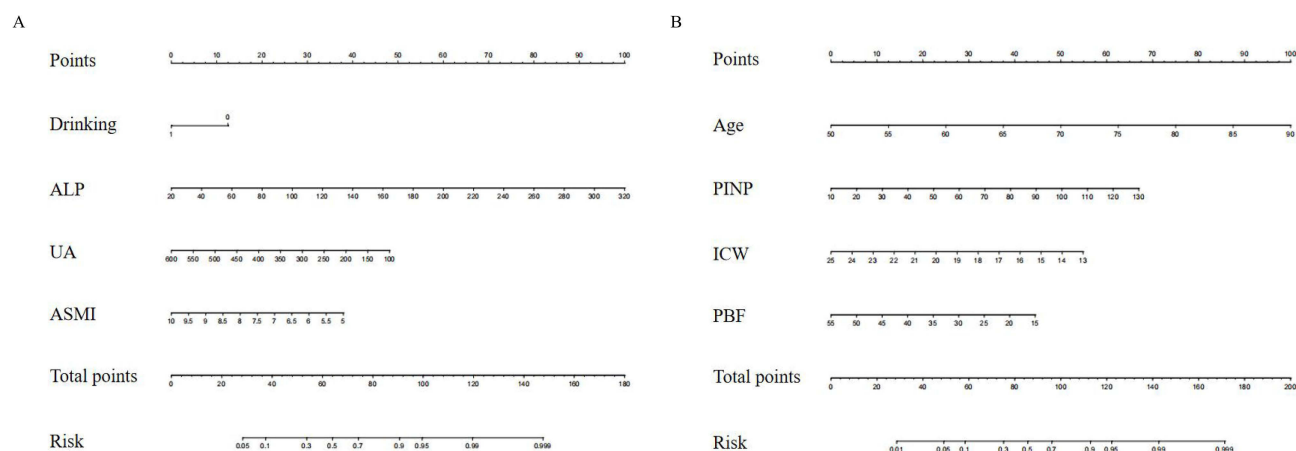 A
Points
0 10 20 30 40 50 60 70 80 90 100
Drinking
0
1
ALP
20 40 60 80 100 120 140 160 180 200 220 240 260 280 300 320
UA
600 550 500 450 400 350 300 250 200 150 100
ASMI
10 9.5 9 8.5 8 7.5 7 6.5 6 5.5 5
Total points
0 20 40 60 80 100 120 140 160 180
Risk
0.05 0.1 0.3 0.5 0.7 0.9 0.95 0.99 0.999
B
Points
0 10 20 30 40 50 60 70 80 90 100
Age
50 55 60 65 70 75 80 85 90
PINP
10 20 30 40 50 60 70 80 90 100 110 120 130
ICW
25 24 23 22 21 20 19 18 17 16 15 14 13
PBF
55 50 45 40 35 30 25 20 15
Total points
0 20 40 60 80 100 120 140 160 180 200
Risk
0.01 0.05 0.1 0.3 0.5 0.7 0.9 0.95 0.99 0.999